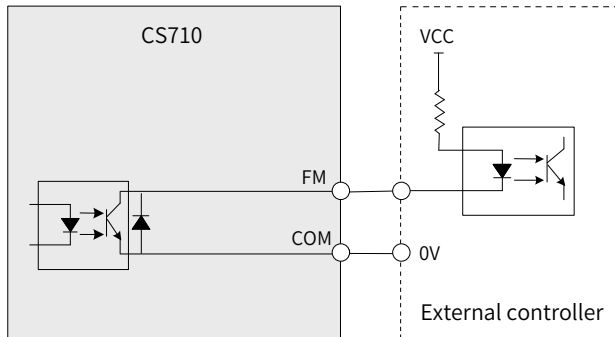 CS710
VCC
FM
COM
0V
External controller